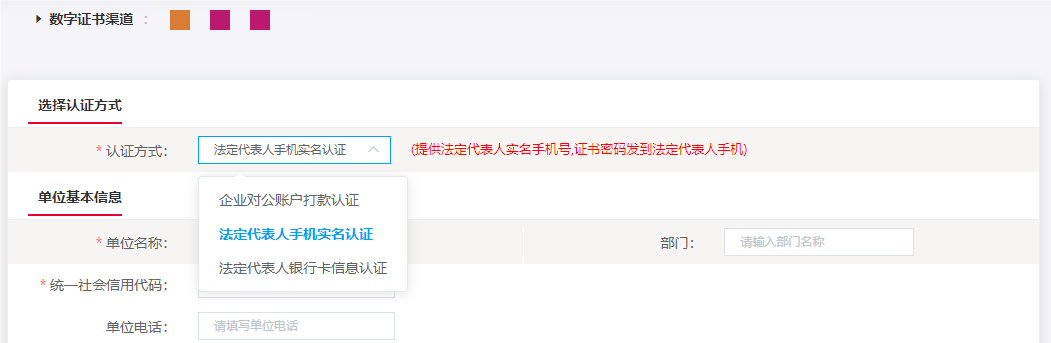 数字证书渠道 ：
选择认证方式
* 认证方式： 法定代表人手机实名认证 (提供法定代表人实名手机号,证书密码发到法定代表人手机)
企业对公账户打款认证
单位基本信息
法定代表人手机实名认证
* 单位名称： 部门： 请输入部门名称
法定代表人银行卡信息认证
* 统一社会信用代码：
单位电话： 请填写单位电话